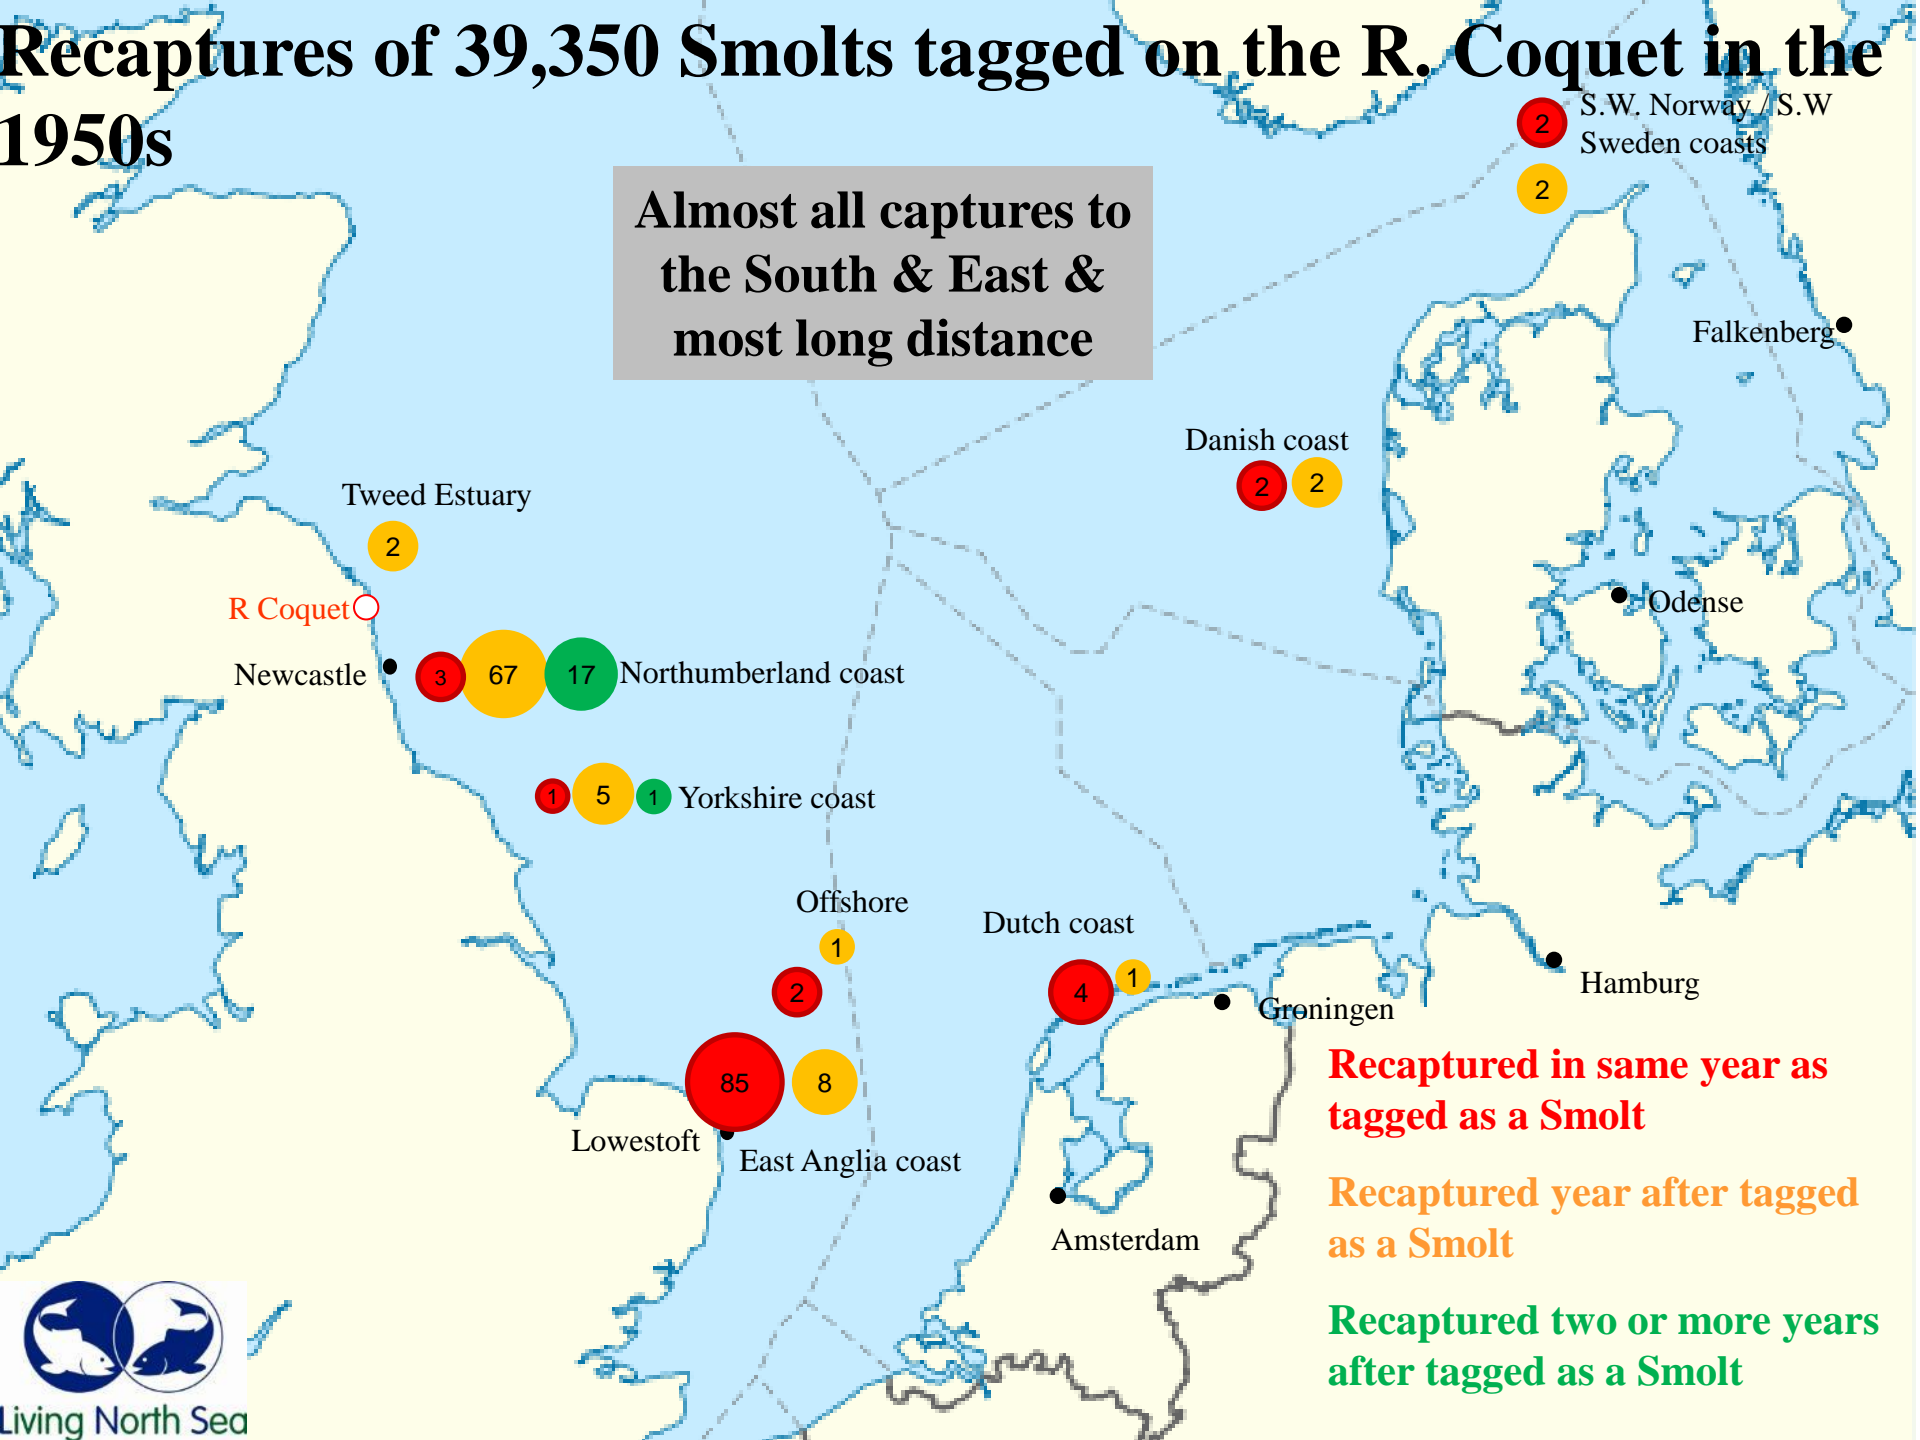 Recaptures of 39,350 Smolts tagged on the R. Coquet in the
1950s
S.W. Norway / S.W
Sweden coasts
2
2
Almost all captures to
the South & East &
most long distance
Falkenberg
Danish coast
2 2
Tweed Estuary
2
R Coquet
Odense
Newcastle
3 67 17 Northumberland coast
1 5 1 Yorkshire coast
Offshore
1
2
Dutch coast
4 1
Hamburg
Groningen
85 8
Lowestoft
East Anglia coast
Amsterdam
Recaptured in same year as
tagged as a Smolt
Recaptured year after tagged
as a Smolt
Recaptured two or more years
after tagged as a Smolt
Living North Sea